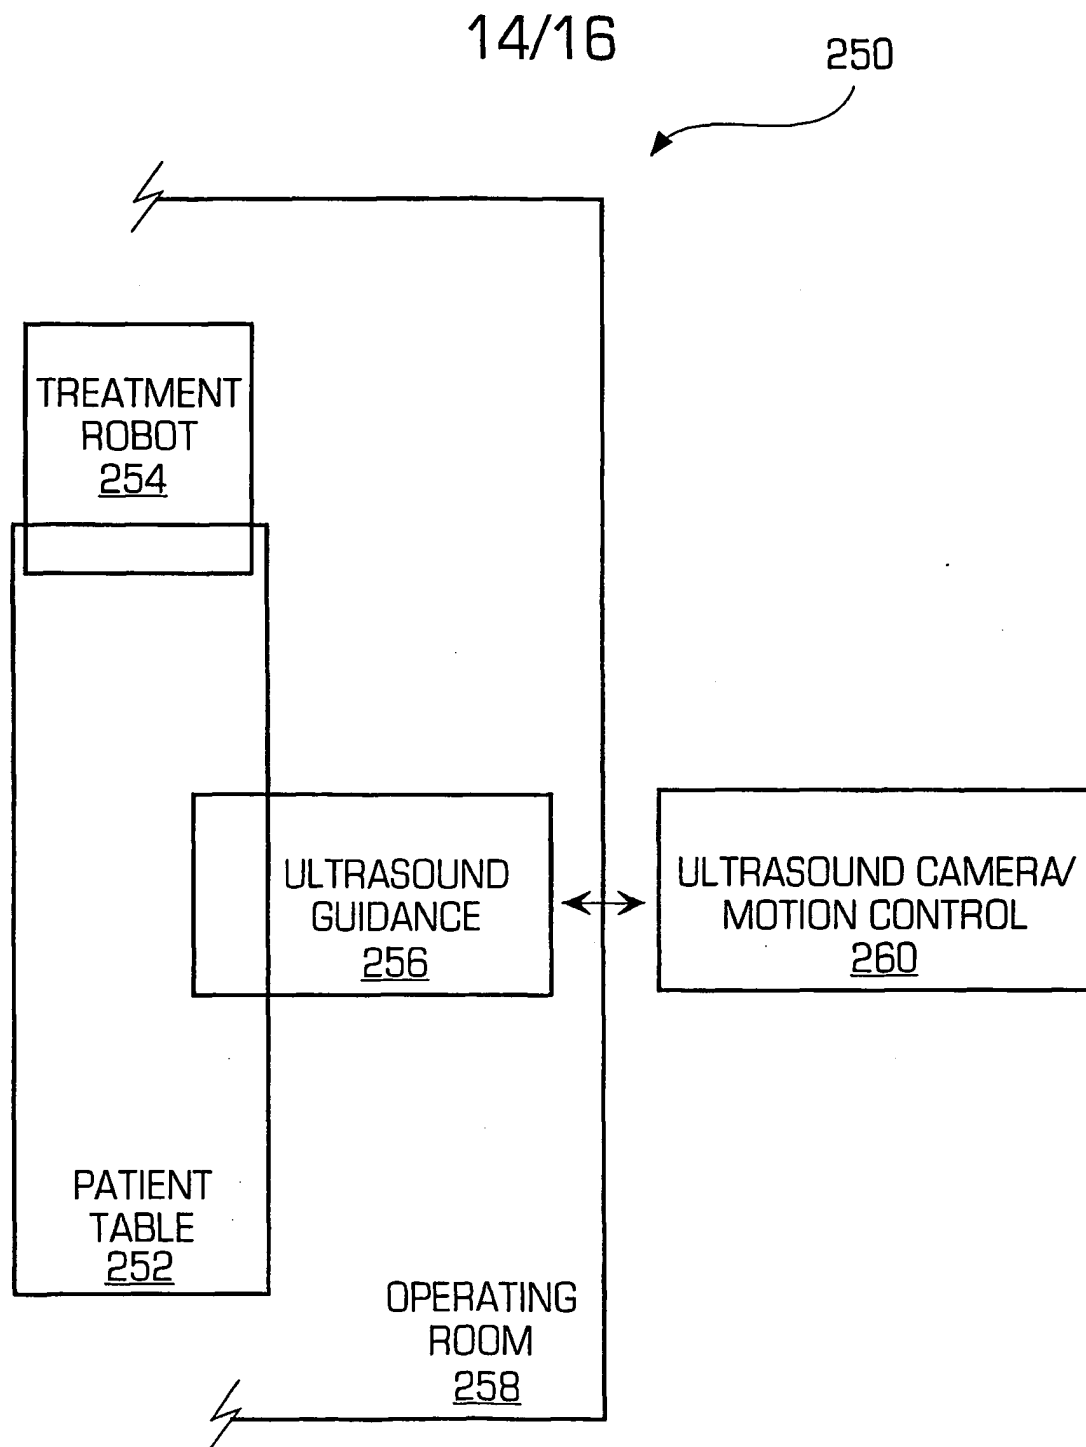 14/16
250
TREATMENT
ROBOT
254
ULTRASOUND
GUIDANCE
256
ULTRASOUND CAMERA/
MOTION CONTROL
260
PATIENT
TABLE
252
OPERATING
ROOM
258